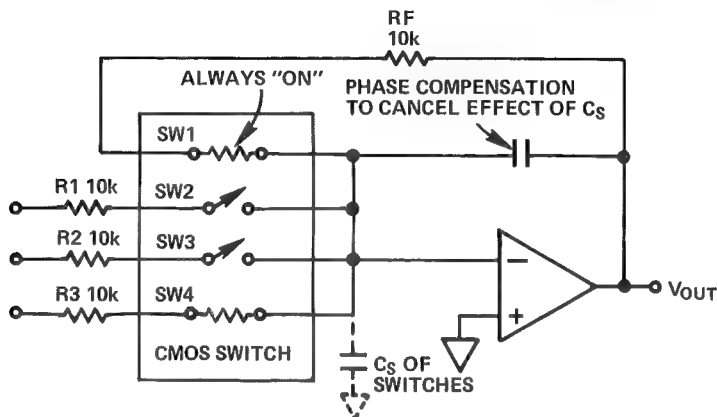 RF
10k
ALWAYS "ON"
PHASE COMPENSATION
TO CANCEL EFFECT OF CS
SW1
R1 10k
SW2
R2 10k
SW3
R3 10k
SW4
CMOS SWITCH
CS OF
SWITCHES
−
+
VOUT